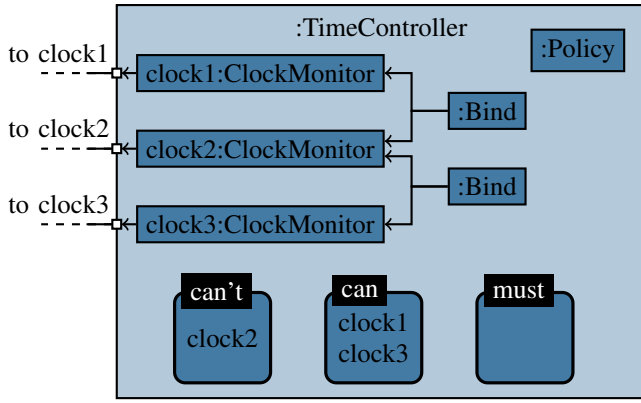 :TimeController
to clock1
clock1:ClockMonitor
:Policy
:Bind
to clock2
clock2:ClockMonitor
:Bind
to clock3
clock3:ClockMonitor
can't
clock2
can
clock1
clock3
must